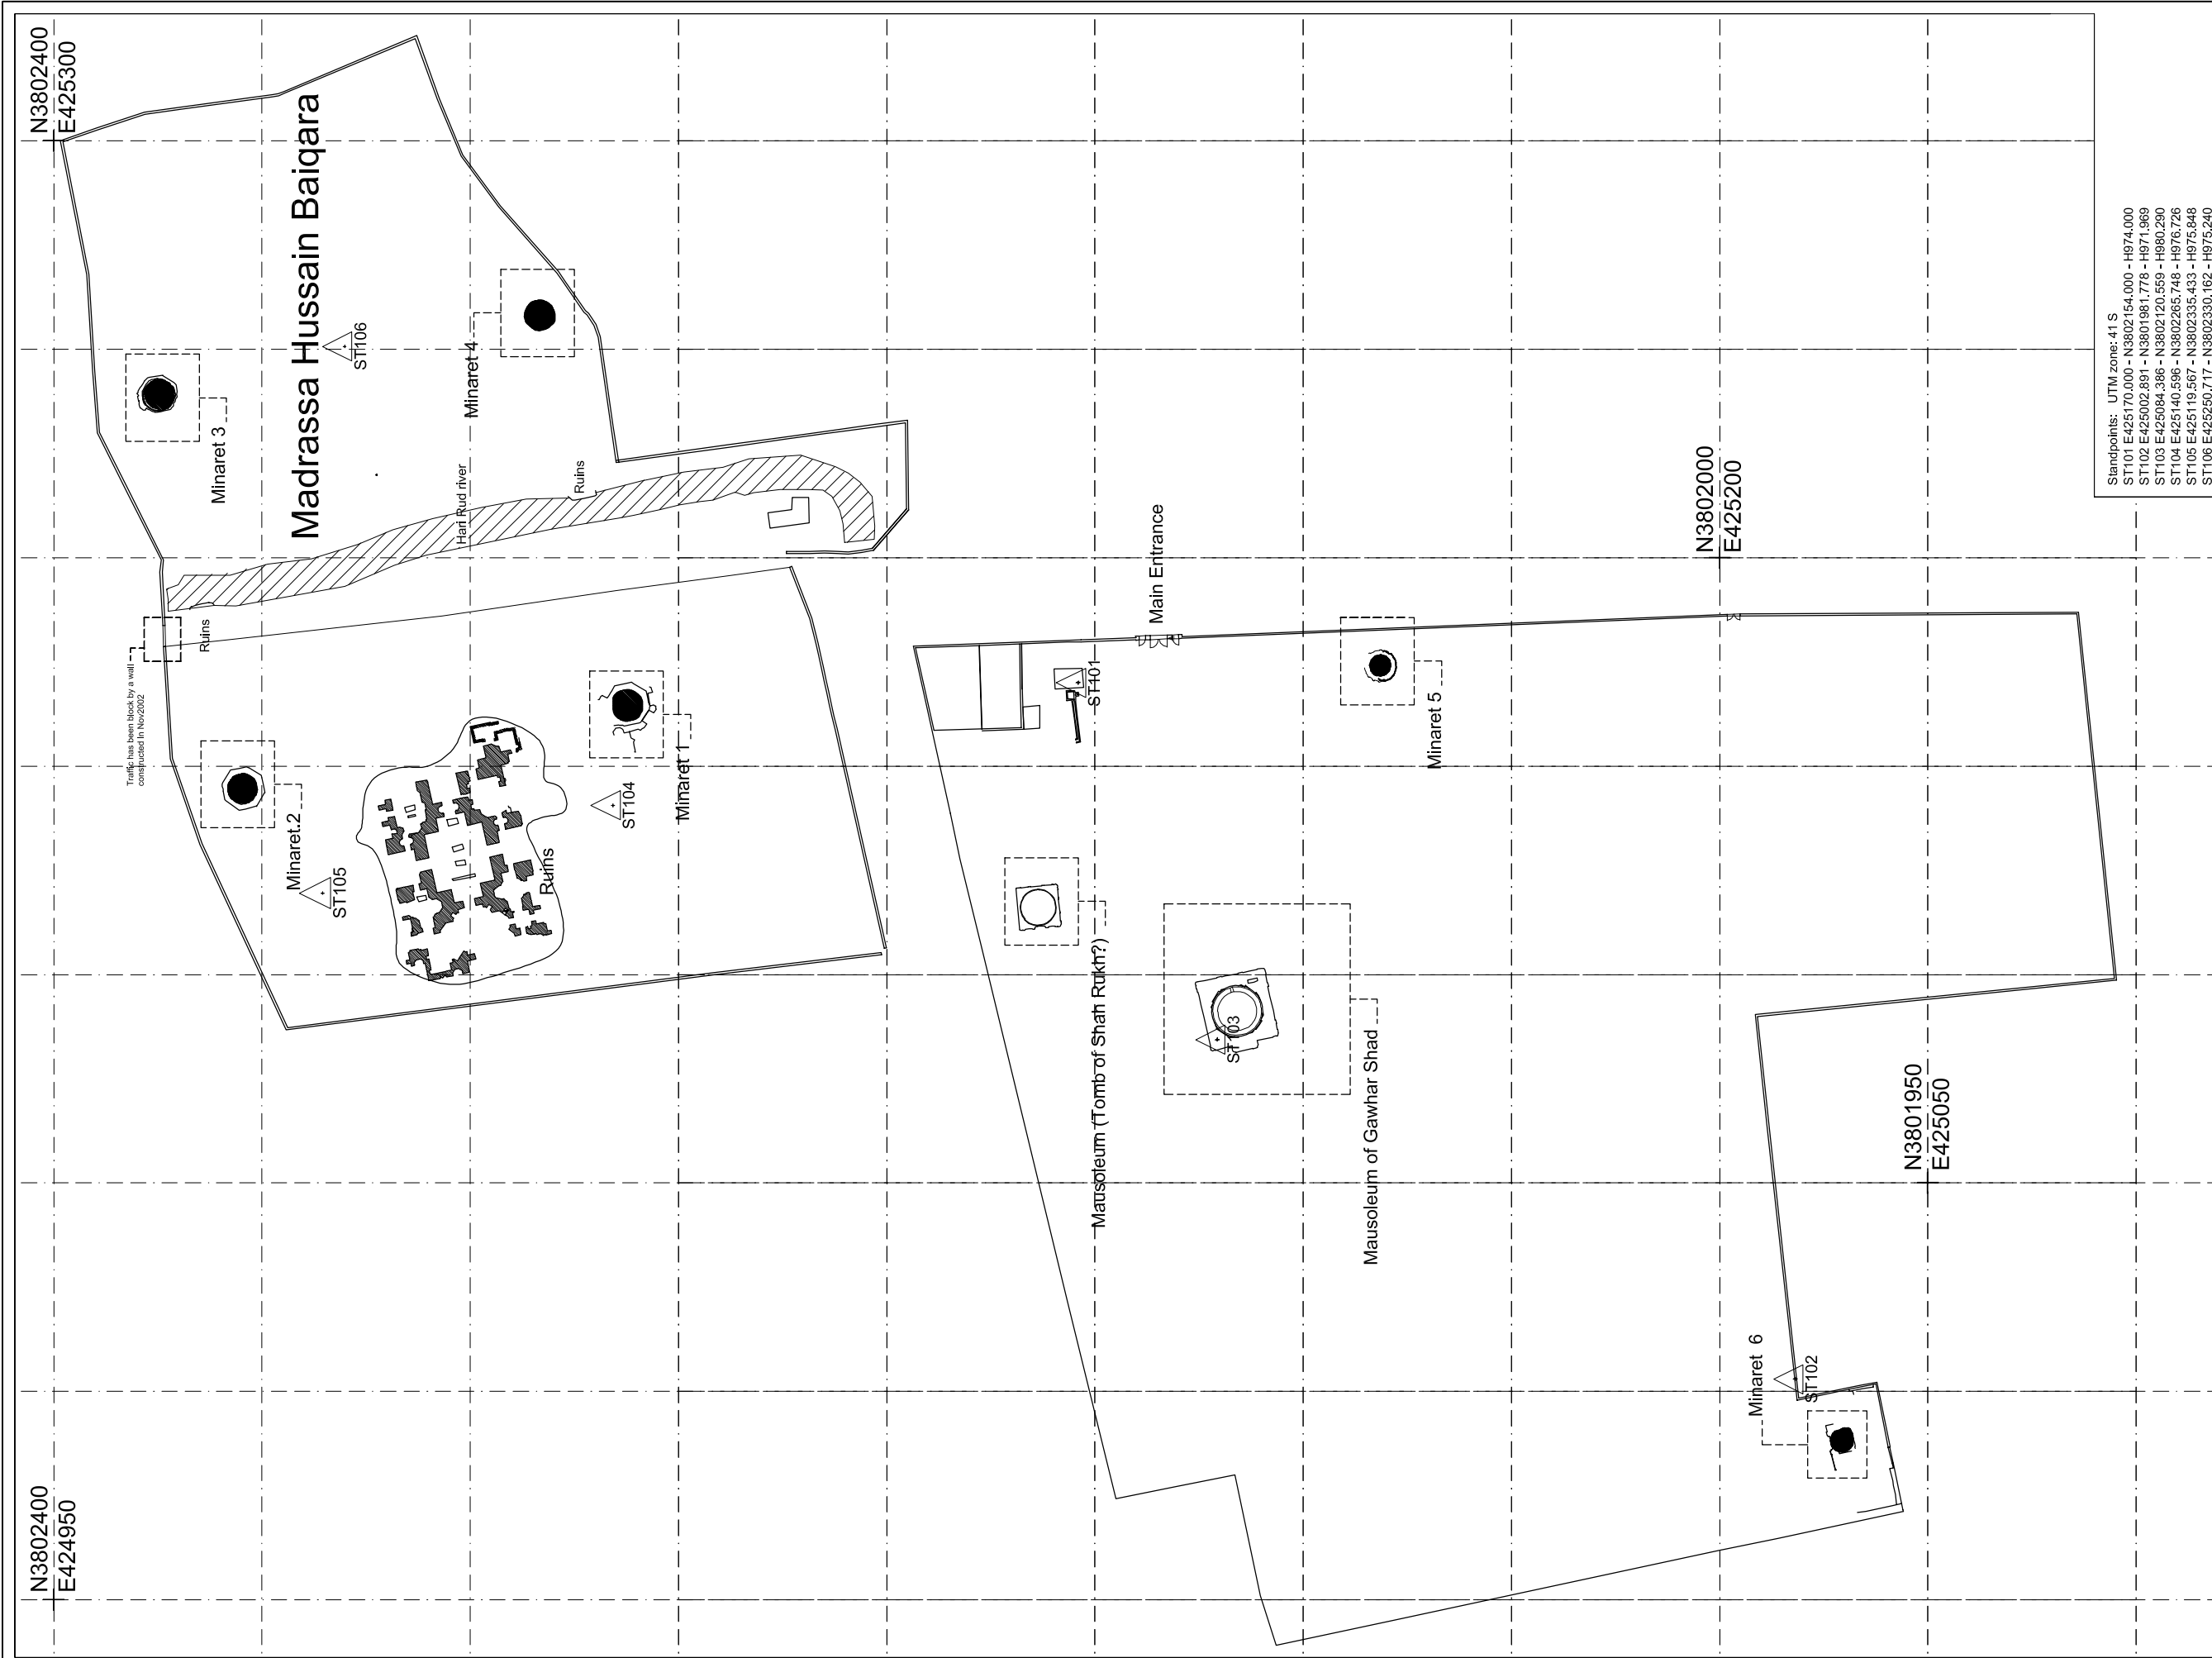 N3802400
E424950
N3802400
E425300
Madrassa Hussain Baiqara
Minaret 3
ST106
Minaret 4
Hari Rud river
Ruins
Traffic has been block by a wall
constructed In Nov2002
Ruins
Minaret.2
ST105
Ruins
ST104
Minaret 1
Main Entrance
ST101
Minaret 5
Mausoleum (Tomb of Shah Rukh?)
ST103
Mausoleum of Gawhar Shad
N3802000
E425200
N3801950
E425050
Minaret 6
ST102
Standpoints: UTM zone: 41 S
ST101 E425170.000 - N3802154.000 - H974.000
ST102 E425002.891 - N3801981.778 - H971.969
ST103 E425084.386 - N3802120.559 - H980.290
ST104 E425140.596 - N3802265.748 - H976.726
ST105 E425119.567 - N3802335.433 - H975.848
ST106 E425250.717 - N3802330.162 - H975.240